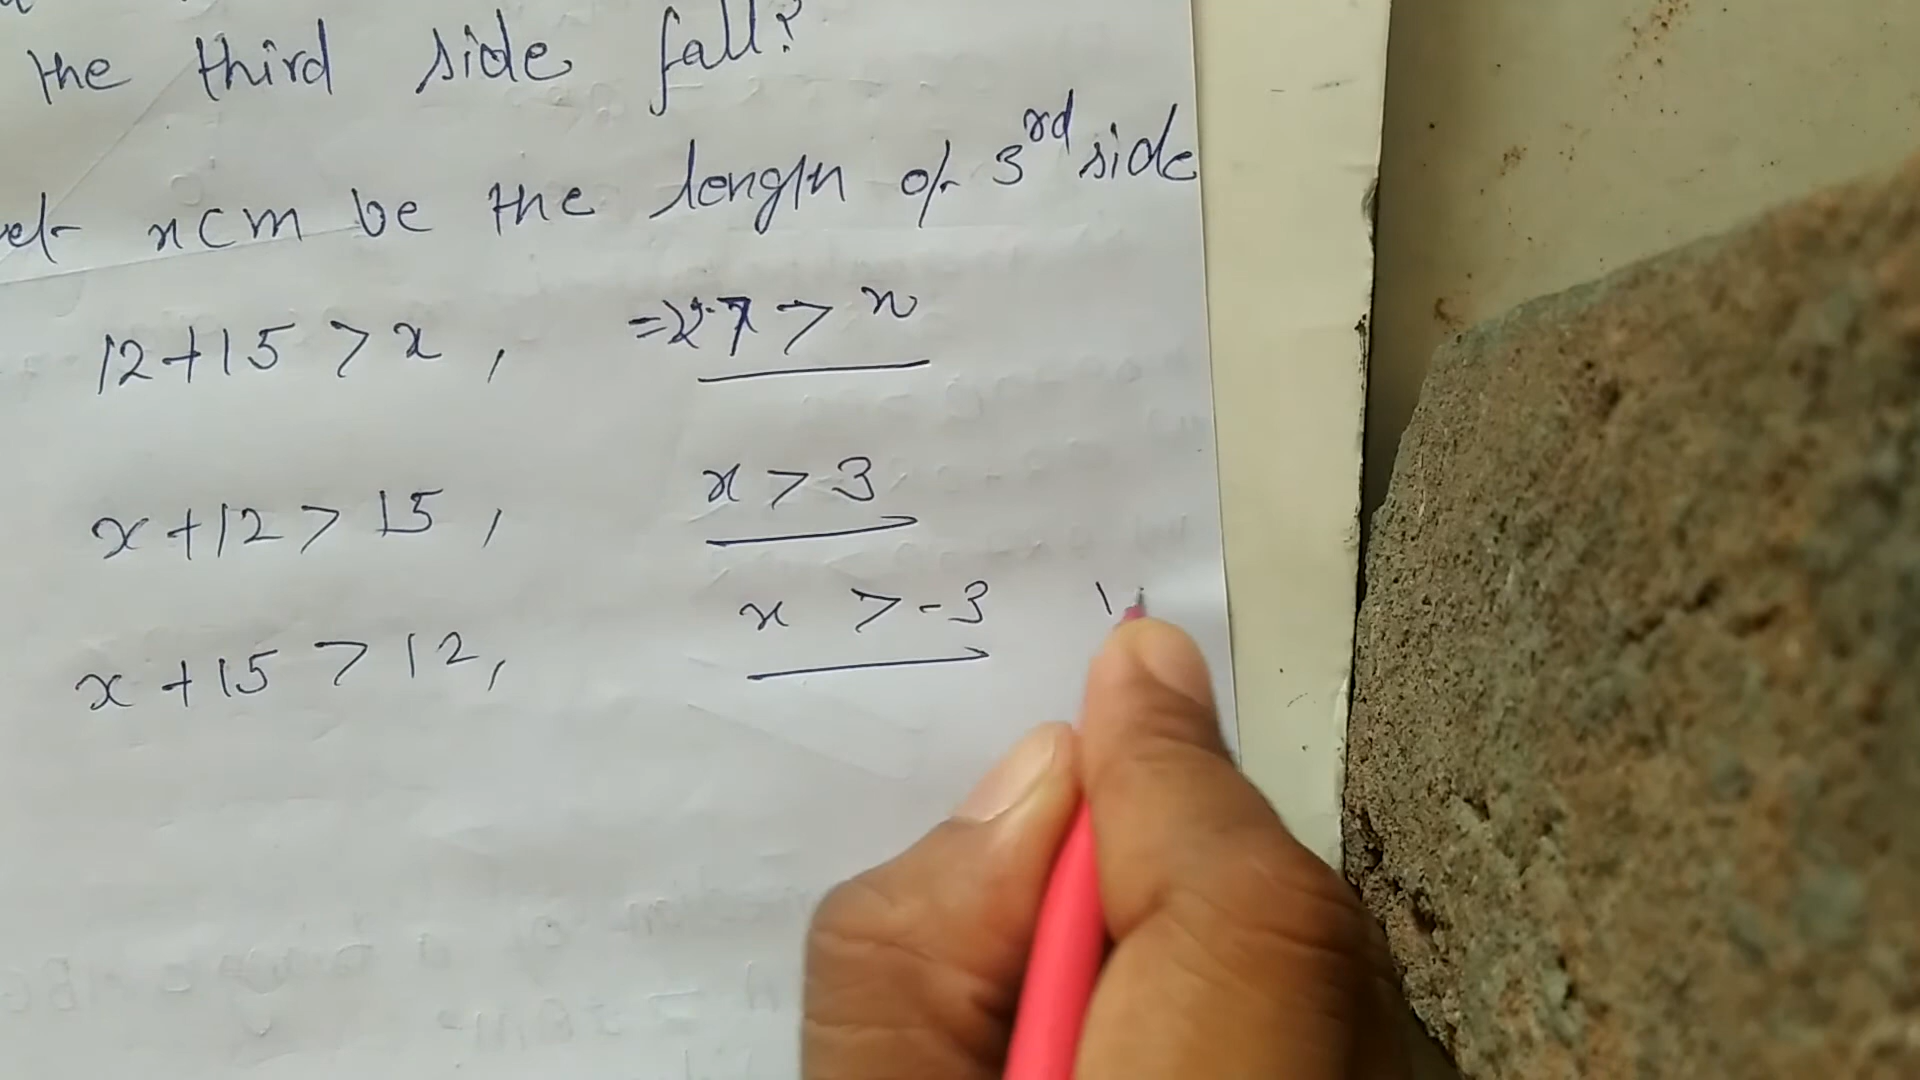 the third side fall?
let x cm be the length of 3rd side
12+15 > x, => 27 > x
x+12 > 15, x > 3
x+15 > 12, x > -3